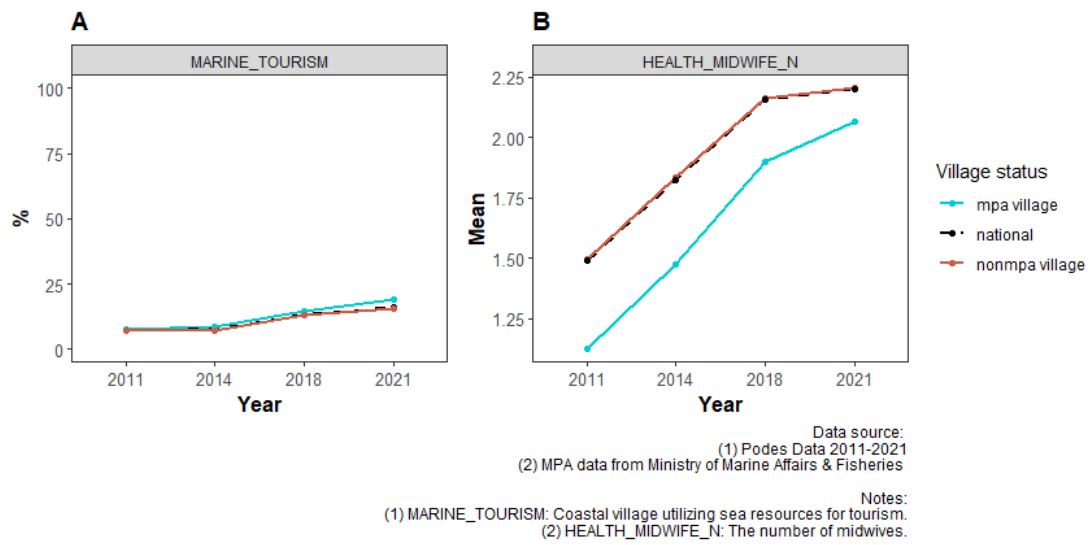 A
MARINE_TOURISM
100
75
50
25
0
%
2011 2014 2018 2021
Year
B
HEALTH_MIDWIFE_N
2.25
2.00
1.75
1.50
1.25
Mean
2011 2014 2018 2021
Year
Village status
mpa village
national
nonmpa village
Data source:
(1) Podes Data 2011-2021
(2) MPA data from Ministry of Marine Affairs & Fisheries
Notes:
(1) MARINE_TOURISM: Coastal village utilizing sea resources for tourism.
(2) HEALTH_MIDWIFE_N: The number of midwives.